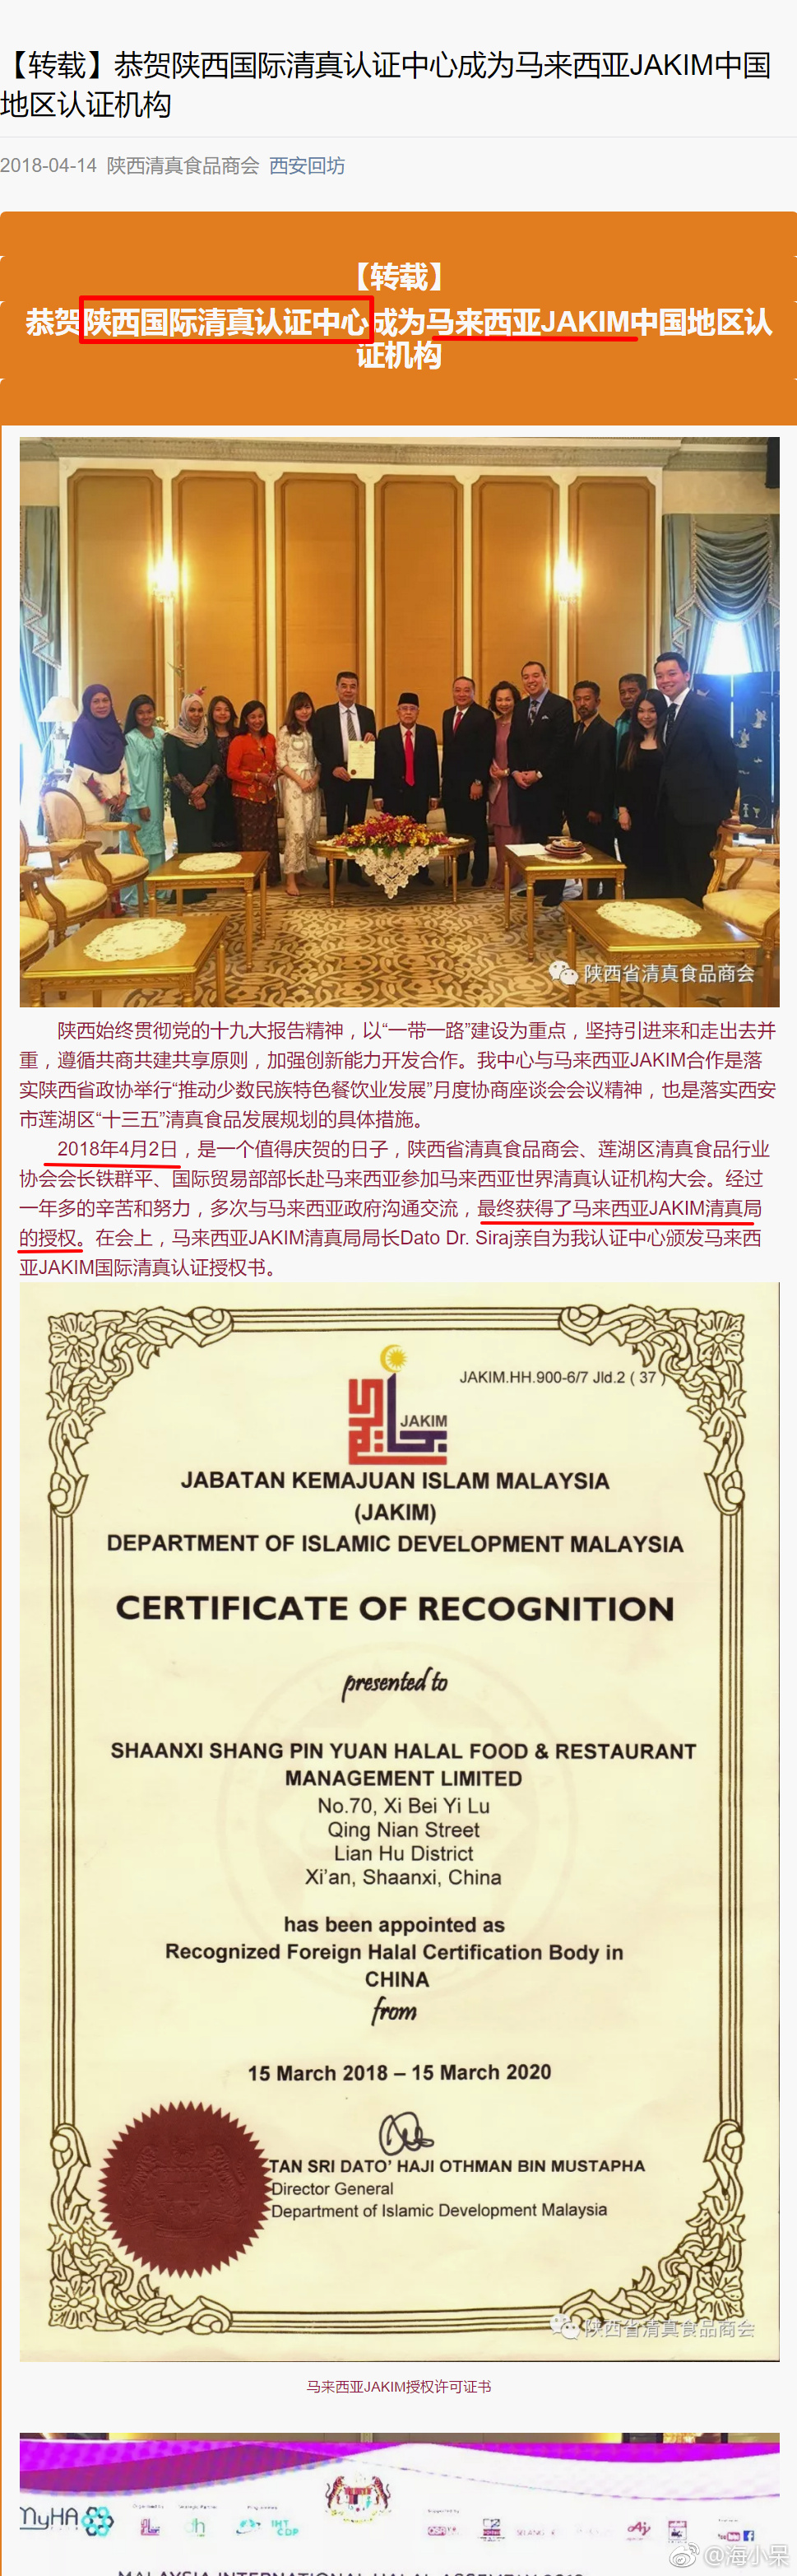 【转载】恭贺陕西国际清真认证中心成为马来西亚JAKIM中国
地区认证机构
2018-04-14 陕西清真食品商会 西安回坊
【转载】
恭贺陕西国际清真认证中心成为马来西亚JAKIM中国地区认
证机构
陕西省清真食品商会
陕西始终贯彻党的十九大报告精神，以“一带一路”建设为重点，坚持引进来和走出去并
重，遵循共商共建共享原则，加强创新能力开发合作。我中心与马来西亚JAKIM合作是落
实陕西省政协举行“推动少数民族特色餐饮业发展”月度协商座谈会会议精神，也是落实西安
市莲湖区“十三五”清真食品发展规划的具体措施。
2018年4月2日，是一个值得庆贺的日子，陕西省清真食品商会、莲湖区清真食品行业
协会会长铁群平、国际贸易部部长赴马来西亚参加马来西亚世界清真认证机构大会。经过
一年多的辛苦和努力，多次与马来西亚政府沟通交流，最终获得了马来西亚JAKIM清真局
的授权。在会上，马来西亚JAKIM清真局局长Dato Dr. Siraj亲自为我认证中心颁发马来西
亚JAKIM国际清真认证授权书。
JAKIM.HH.900-6/7 Jld.2 ( 37 )
JAKIM
JABATAN KEMAJUAN ISLAM MALAYSIA
(JAKIM)
DEPARTMENT OF ISLAMIC DEVELOPMENT MALAYSIA
CERTIFICATE OF RECOGNITION
presented to
SHAANXI SHANG PIN YUAN HALAL FOOD & RESTAURANT
MANAGEMENT LIMITED
No.70, Xi Bei Yi Lu
Qing Nian Street
Lian Hu District
Xi'an, Shaanxi, China
has been appointed as
Recognized Foreign Halal Certification Body in
CHINA
from
15 March 2018 – 15 March 2020
TAN SRI DATO' HAJI OTHMAN BIN MUSTAPHA
Director General
Department of Islamic Development Malaysia
陕西省清真食品商会
马来西亚JAKIM授权许可证书
MyHA
dh
@海小呆